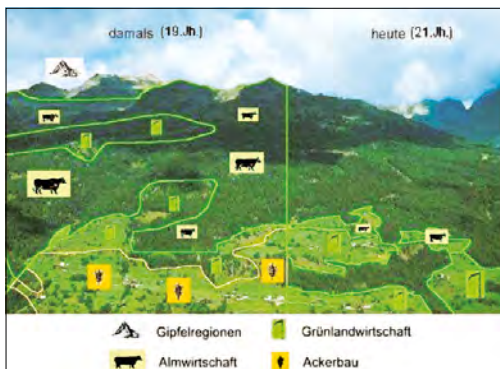 damals (19.Jh.)
heute (21.Jh.)
Gipfelregionen
Grünlandwirtschaft
Almwirtschaft
Ackerbau